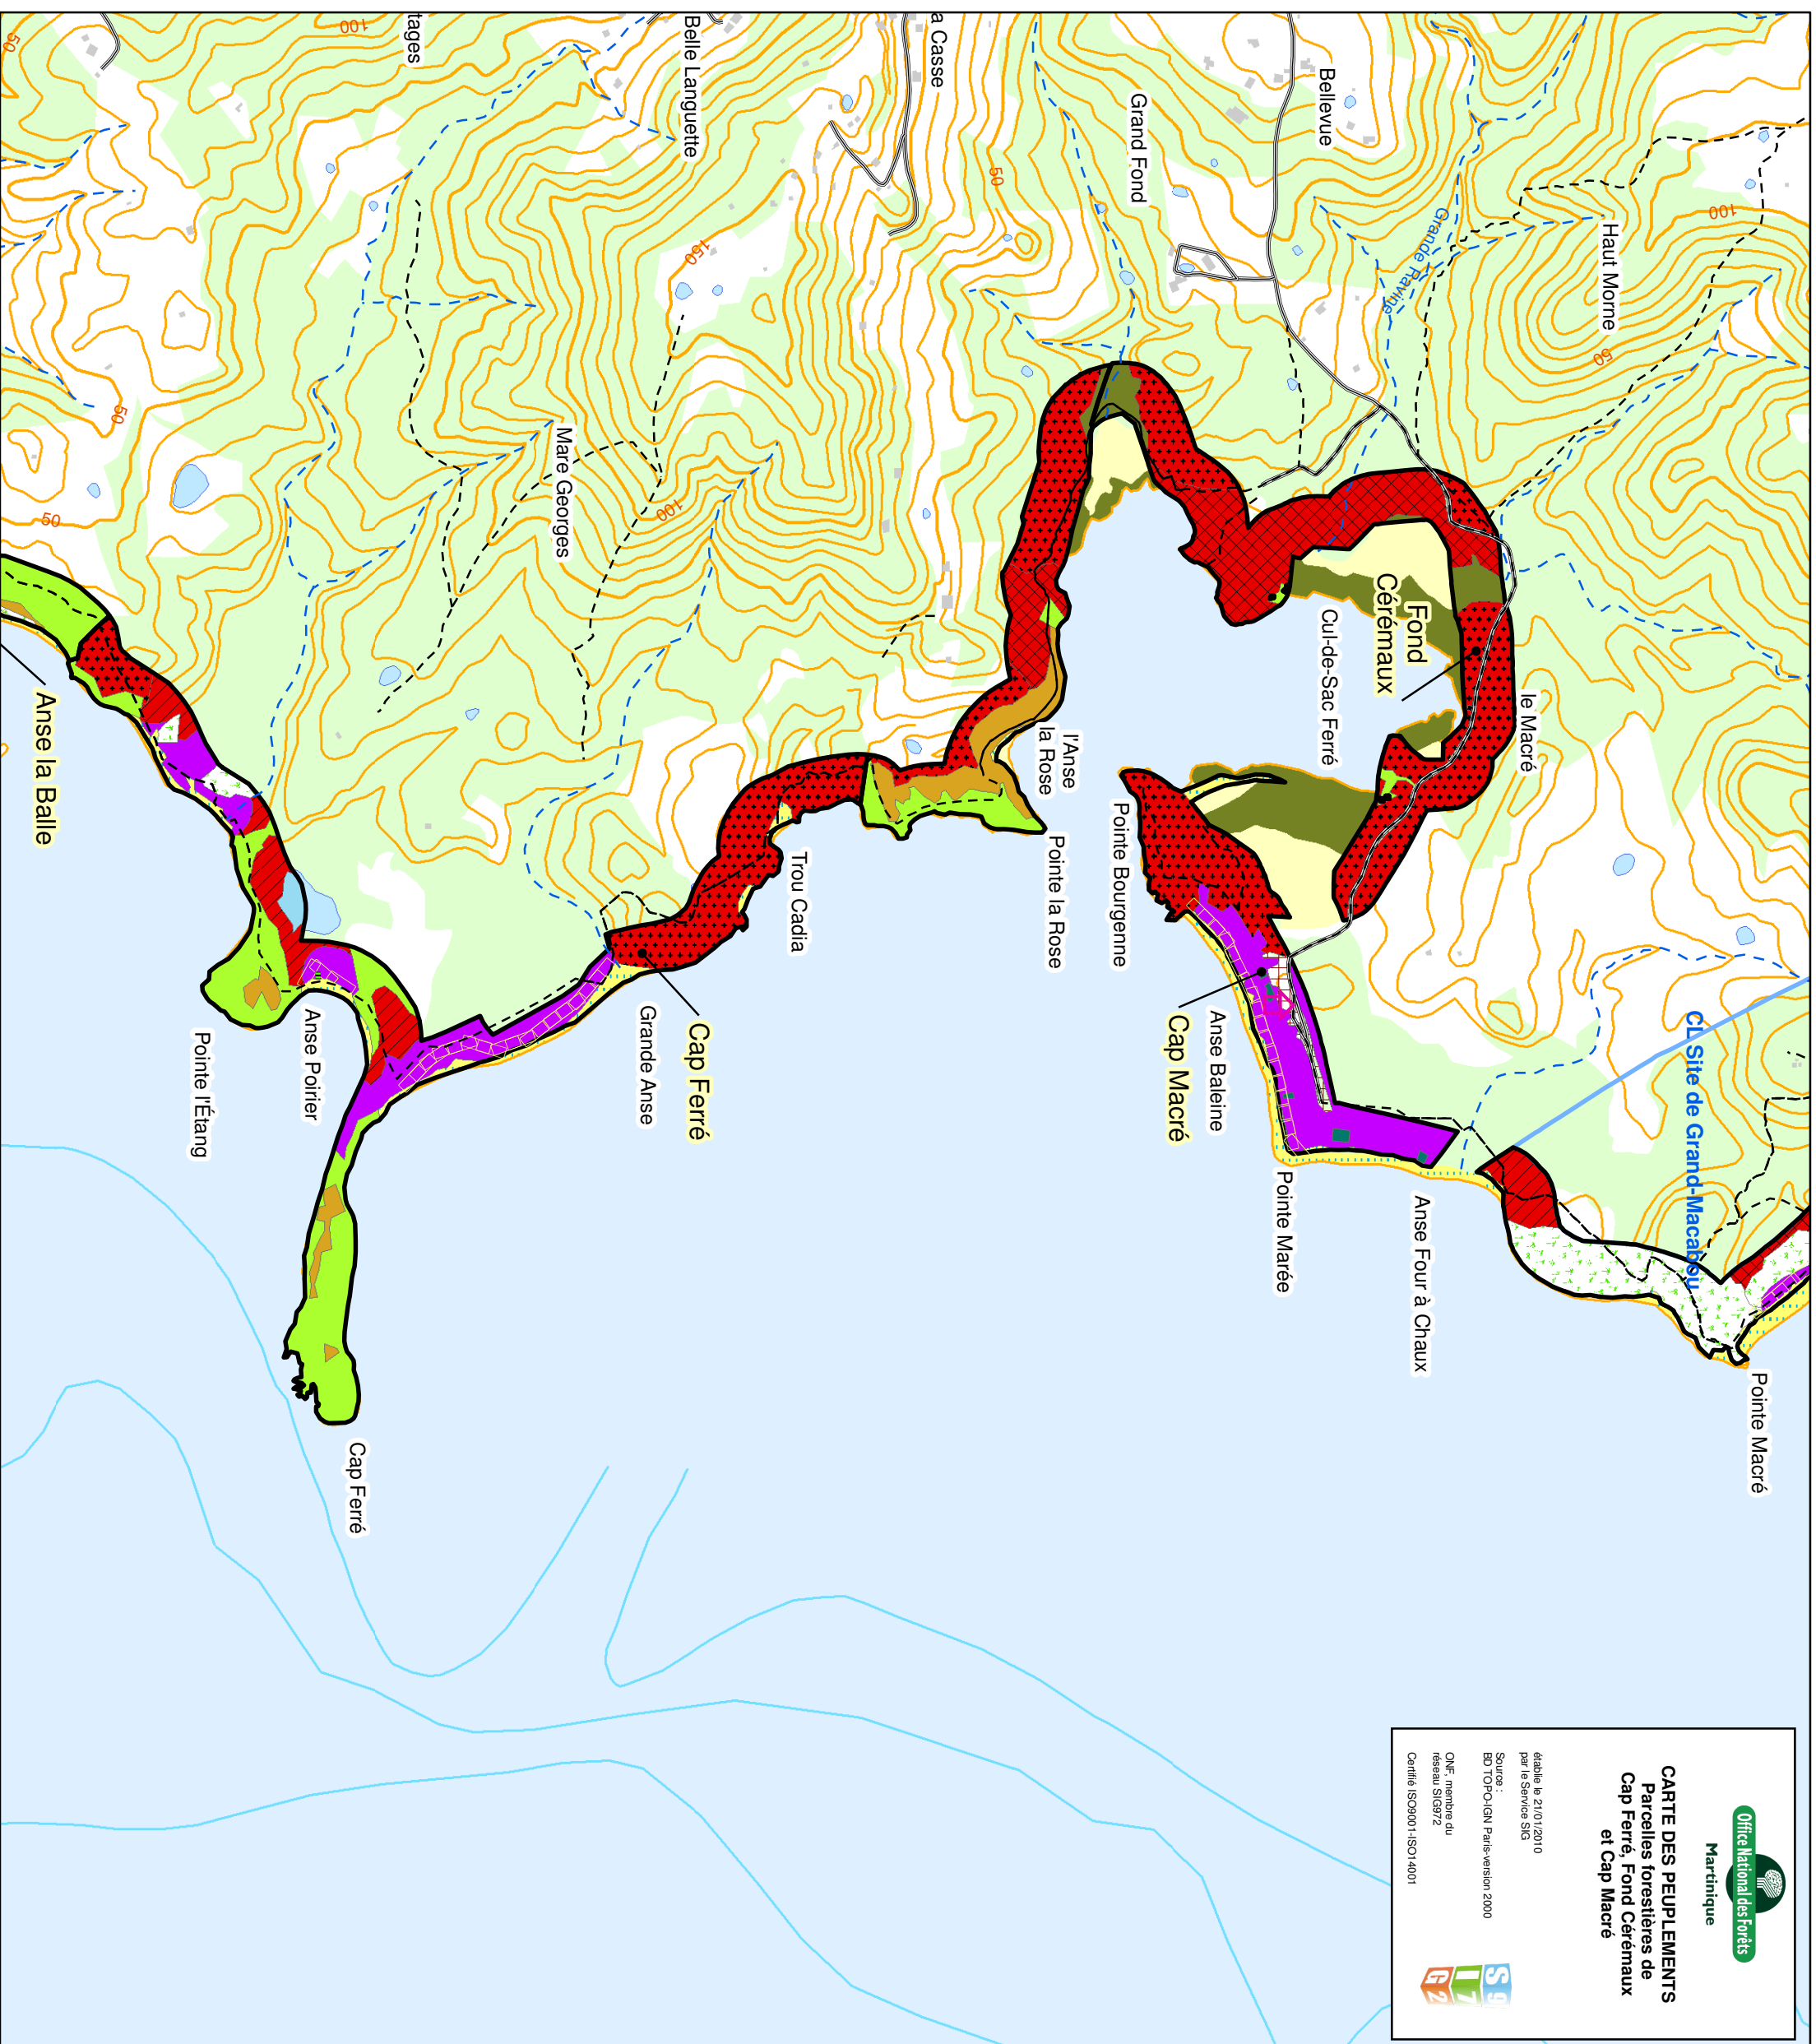 Office National des Forêts
Martinique
CARTE DES PEUPLEMENTS
Parcelles forestières de
Cap Ferré, Fond Cérémaux
et Cap Macré
établie le 21/01/2010
par le Service SIG
Source :
BD TOPO-IGN Paris-version 2000
ONF, membre du
réseau SIG972
Certifié ISO9001-ISO14001
Pointe Macré
CL Site de Grand-Macabou
Haut Morne
100
50
le Macré
Grande Ravine
Anse Four à Chaux
Fond
Cérémaux
Bellevue
Cul-de-Sac Ferré
Pointe Marée
Anse Baleine
Cap Macré
Grand Fond
Pointe Bourgenne
l'Anse
la Rose
Pointe la Rose
50
a Casse
Trou Cadia
Belle Languette
150
100
Cap Ferré
Grande Anse
Mare Georges
tages
100
Cap Ferré
Anse Poirier
Pointe l'Étang
50
50
50
Anse la Balle